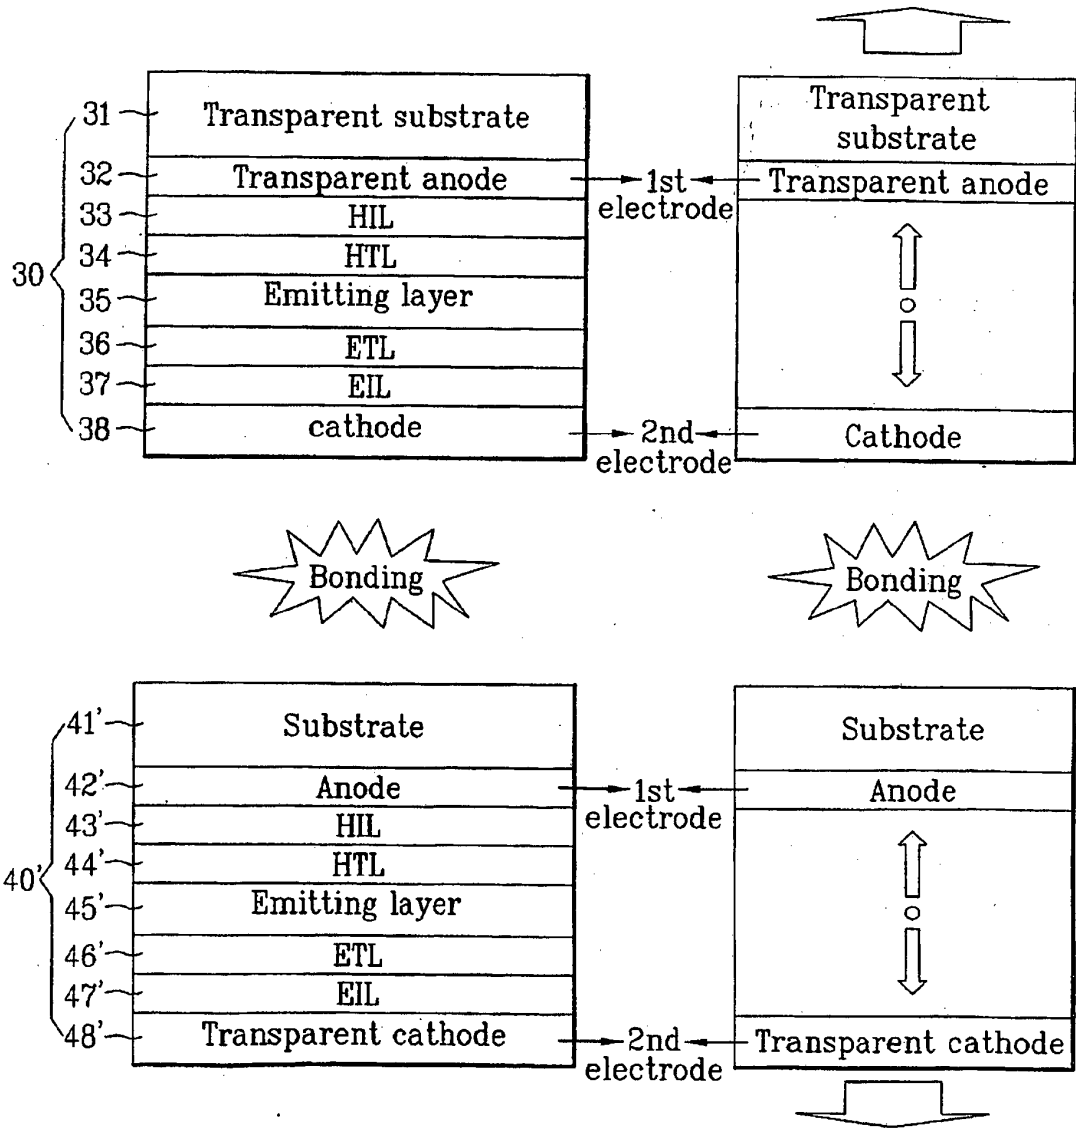 31
Transparent substrate
32
Transparent anode
33
HIL
34
HTL
30
35
Emitting layer
36
ETL
37
EIL
38
cathode
1st
electrode
2nd
electrode
Transparent
substrate
Transparent anode
Cathode
Bonding
Bonding
41'
Substrate
42'
Anode
43'
HIL
44'
HTL
40'
45'
Emitting layer
46'
ETL
47'
EIL
48'
Transparent cathode
1st
electrode
2nd
electrode
Substrate
Anode
Transparent cathode